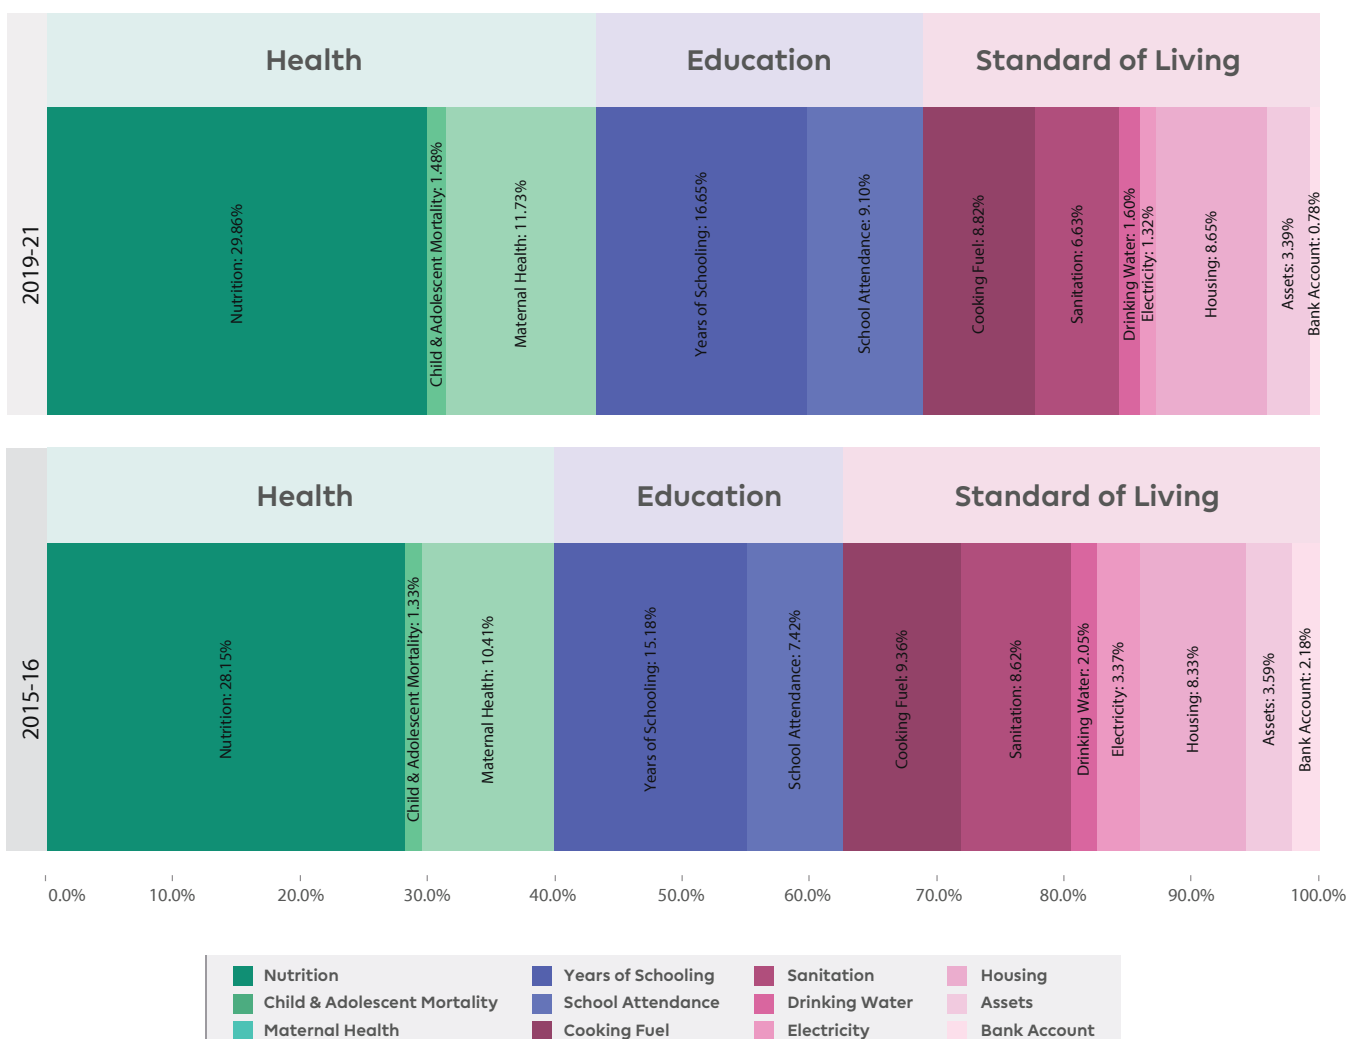 Health
Education
Standard of Living
2019-21
Nutrition: 29.86%
Child & Adolescent Mortality: 1.48%
Maternal Health: 11.73%
Years of Schooling: 16.65%
School Attendance: 9.10%
Cooking Fuel: 8.82%
Sanitation: 6.63%
Drinking Water: 1.60%
Electricity: 1.32%
Housing: 8.65%
Assets: 3.39%
Bank Account: 0.78%
Health
Education
Standard of Living
2015-16
Nutrition: 28.15%
Child & Adolescent Mortality: 1.33%
Maternal Health: 10.41%
Years of Schooling: 15.18%
School Attendance: 7.42%
Cooking Fuel: 9.36%
Sanitation: 8.62%
Drinking Water: 2.05%
Electricity: 3.37%
Housing: 8.33%
Assets: 3.59%
Bank Account: 2.18%
0.0% 10.0% 20.0% 30.0% 40.0% 50.0% 60.0% 70.0% 80.0% 90.0% 100.0%
Nutrition
Child & Adolescent Mortality
Maternal Health
Years of Schooling
School Attendance
Cooking Fuel
Sanitation
Drinking Water
Electricity
Housing
Assets
Bank Account